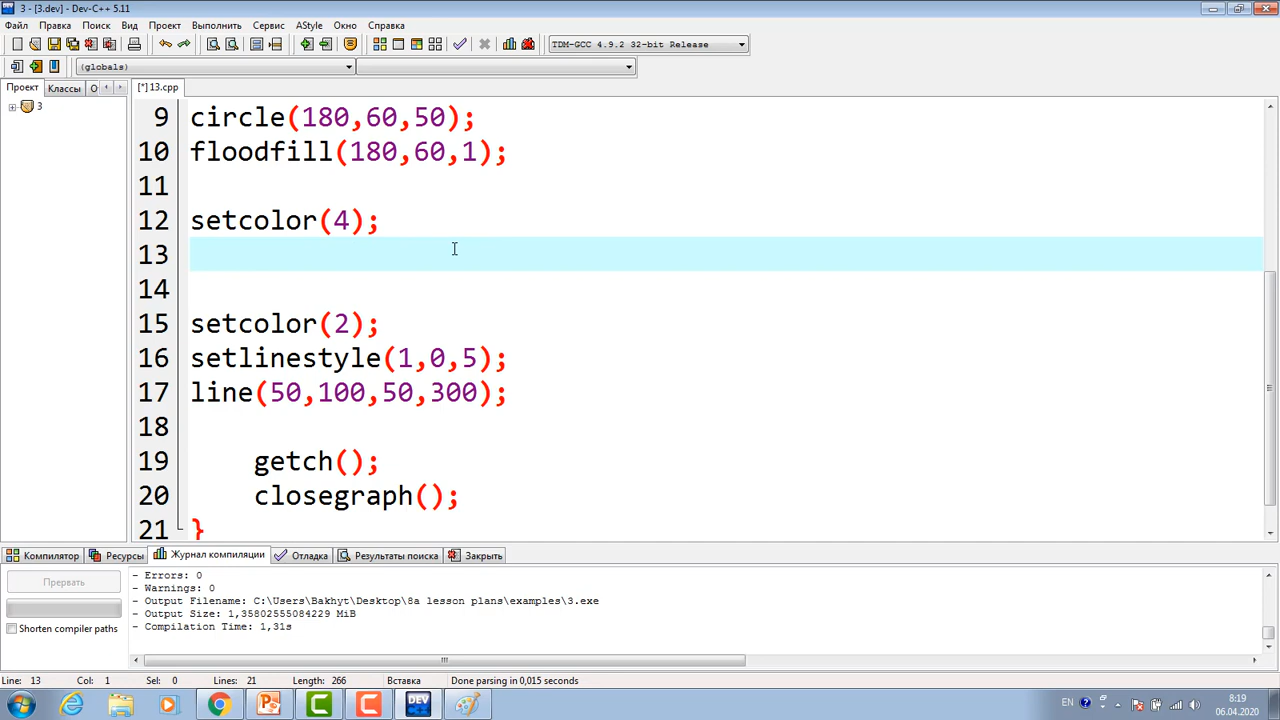 3 - [3.dev] - Dev-C++ 5.11
Файл Правка Поиск Вид Проект Выполнить Сервис AStyle Окно Справка
TDM-GCC 4.9.2 32-bit Release
(globals)
Проект Классы О [*] 13.cpp
3
9 circle(180,60,50);
10 floodfill(180,60,1);
11
12 setcolor(4);
13
14
15 setcolor(2);
16 setlinestyle(1,0,5);
17 line(50,100,50,300);
18
19 getch();
20 closegraph();
21 }
Компилятор Ресурсы Журнал компиляции Отладка Результаты поиска Закрыть
Прервать
Shorten compiler paths
- Errors: 0
- Warnings: 0
- Output Filename: C:\Users\Bakhyt\Desktop\8a lesson plans\examples\3.exe
- Output Size: 1,35802555084229 MiB
- Compilation Time: 1,31s
Line: 13 Col: 1 Sel: 0 Lines: 21 Length: 266 Вставка Done parsing in 0,015 seconds
DEV
EN
8:19
06.04.2020